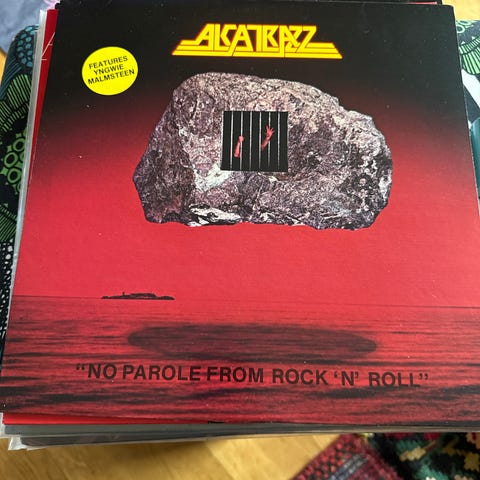 ALCATRAZZ
FEATURES
YNGWIE
MALMSTEEN
"NO PAROLE FROM ROCK 'N' ROLL"